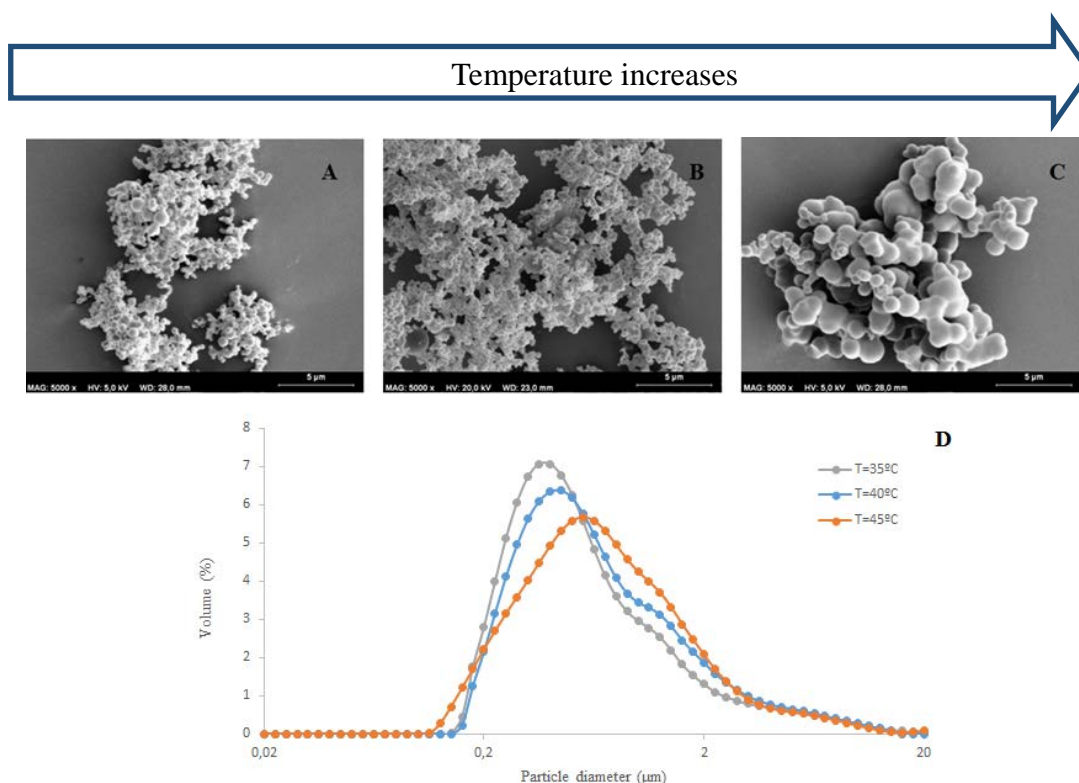 Temperature increases
A
B
C
MAG: 5000 x HV: 5,0 kV WD: 28,0 mm 5 µm
MAG: 5000 x HV: 20,0 kV WD: 23,0 mm 5 µm
MAG: 5000 x HV: 5,0 kV WD: 28,0 mm 5 µm
D
8
7
6
5
4
3
2
1
0
Volume (%)
T=35ºC
T=40ºC
T=45ºC
0,02
0,2
2
20
Particle diameter (µm)